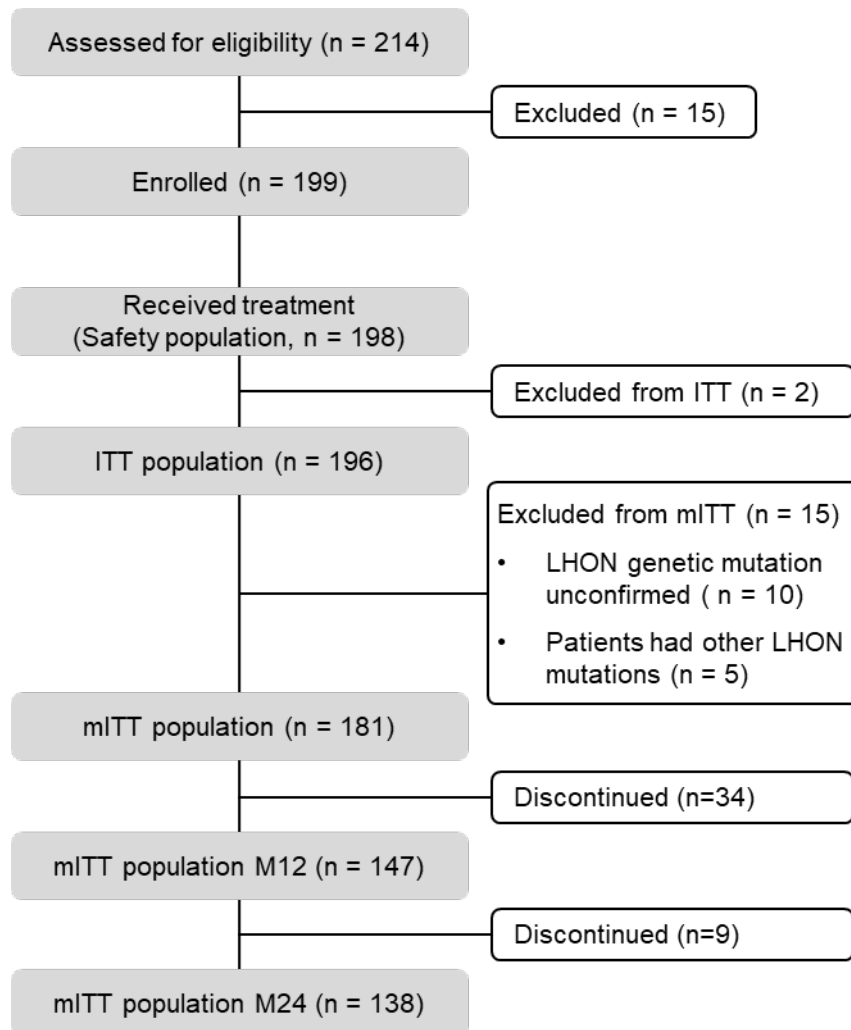 Assessed for eligibility (n = 214)
Excluded (n = 15)
Enrolled (n = 199)
Received treatment
(Safety population, n = 198)
Excluded from ITT (n = 2)
ITT population (n = 196)
Excluded from mITT (n = 15)
• LHON genetic mutation
unconfirmed ( n = 10)
• Patients had other LHON
mutations (n = 5)
mITT population (n = 181)
Discontinued (n=34)
mITT population M12 (n = 147)
Discontinued (n=9)
mITT population M24 (n = 138)